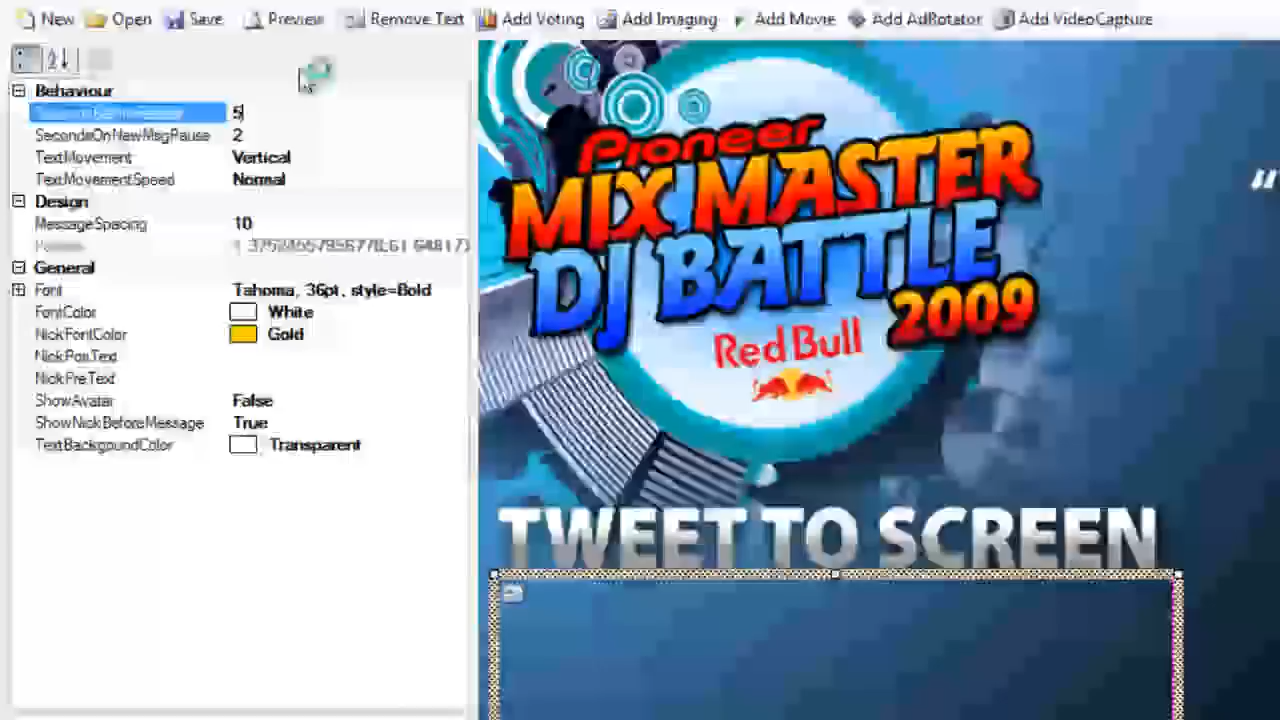 New Open Save Preview Remove Text Add Voting Add Imaging Add Movie Add AdRotator Add VideoCapture
Behaviour
5
SecondsOnNewMsgPause 2
TextMovement Vertical
TextMovementSpeed Normal
Design
MessageSpacing 10
General
Font Tahoma, 36pt, style=Bold
FontColor White
NickFontColor Gold
NickPosText
NickPreText
ShowAvatar False
ShowNickBeforeMessage True
TextBackgoundColor Transparent
Pioneer
MIX MASTER
DJ BATTLE
2009
Red Bull
"
TWEET TO SCREEN